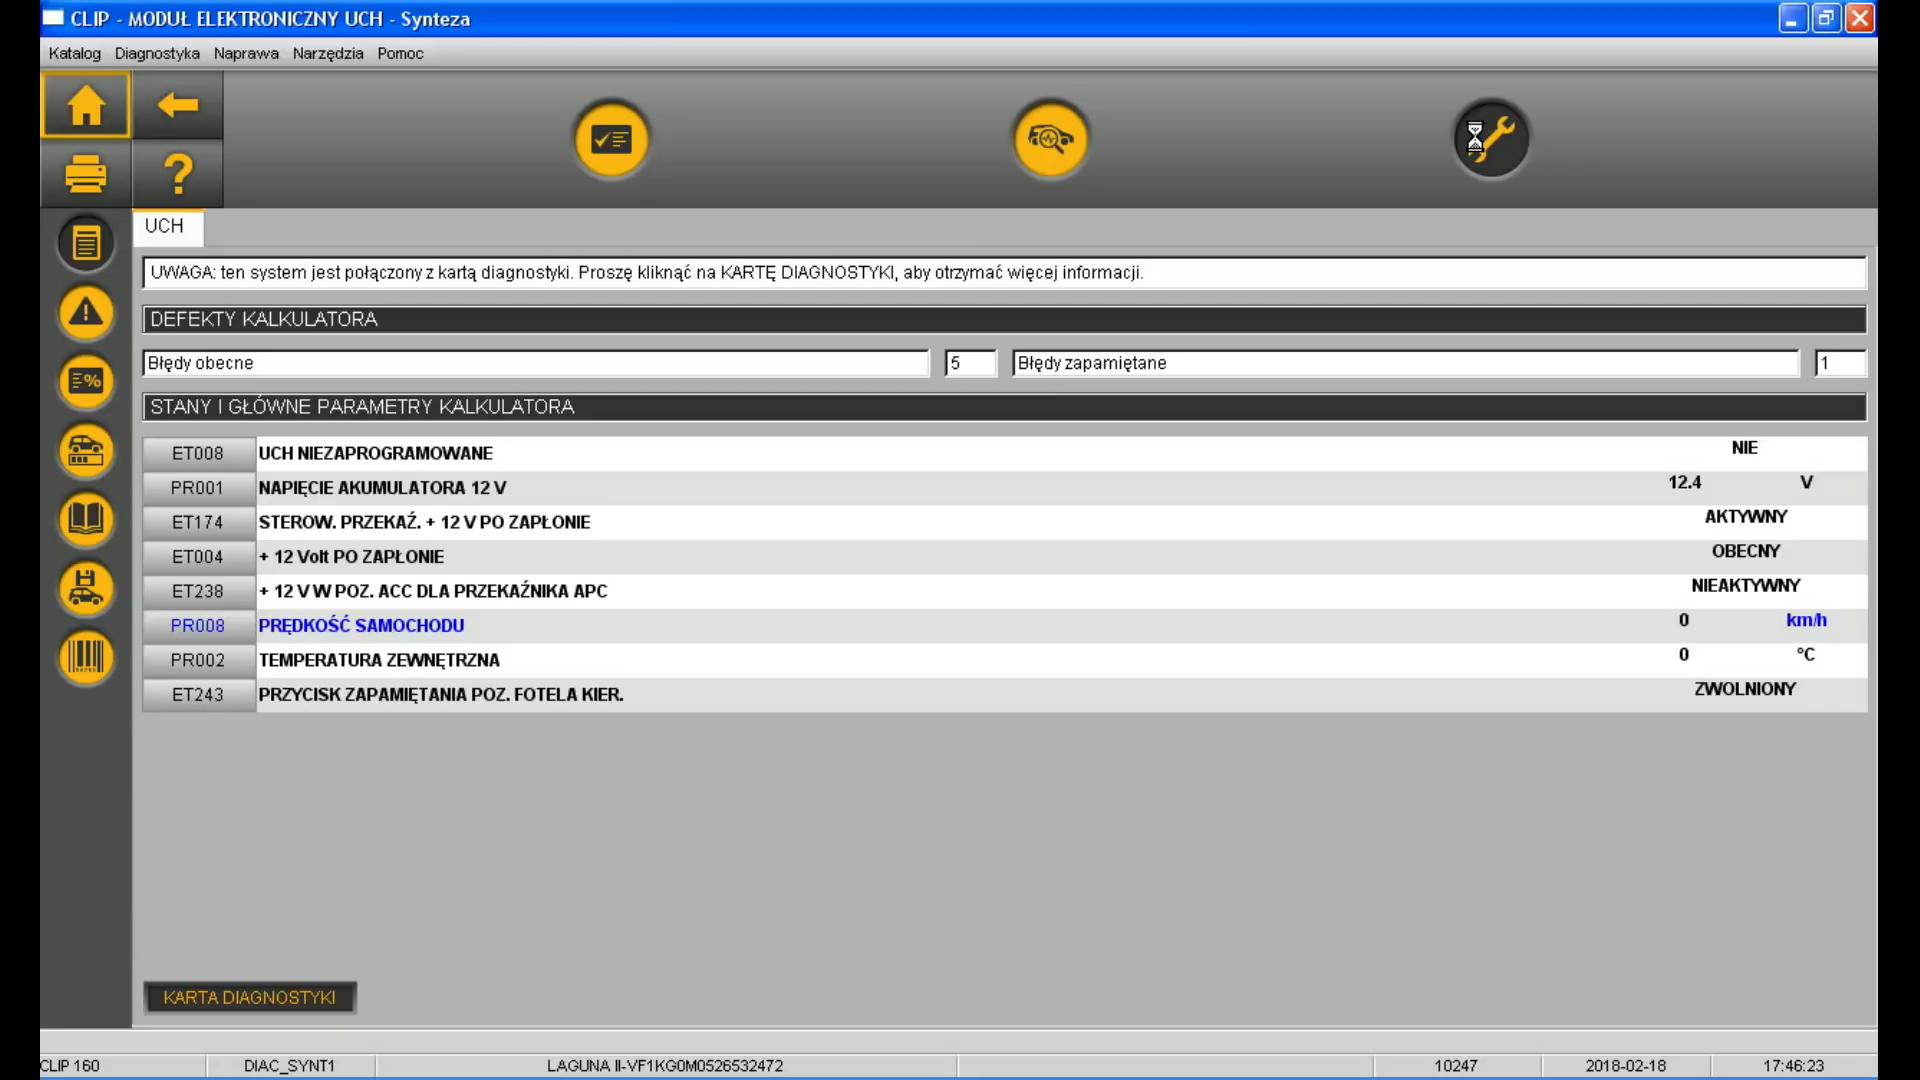 CLIP - MODUŁ ELEKTRONICZNY UCH - Synteza
Katalog Diagnostyka Naprawa Narzędzia Pomoc
UCH
UWAGA: ten system jest połączony z kartą diagnostyki. Proszę kliknąć na KARTĘ DIAGNOSTYKI, aby otrzymać więcej informacji.
DEFEKTY KALKULATORA
Błędy obecne 5 Błędy zapamiętane 1
STANY I GŁÓWNE PARAMETRY KALKULATORA
ET008 UCH NIEZAPROGRAMOWANE NIE
PR001 NAPIĘCIE AKUMULATORA 12 V 12.4 V
ET174 STEROW. PRZEKAŹ. + 12 V PO ZAPŁONIE AKTYWNY
ET004 + 12 Volt PO ZAPŁONIE OBECNY
ET238 + 12 V W POZ. ACC DLA PRZEKAŹNIKA APC NIEAKTYWNY
PR008 PRĘDKOŚĆ SAMOCHODU 0 km/h
PR002 TEMPERATURA ZEWNĘTRZNA 0 °C
ET243 PRZYCISK ZAPAMIĘTANIA POZ. FOTELA KIER. ZWOLNIONY
KARTA DIAGNOSTYKI
CLIP 160 DIAC_SYNT1 LAGUNA II-VF1KG0M0526532472 10247 2018-02-18 17:46:23